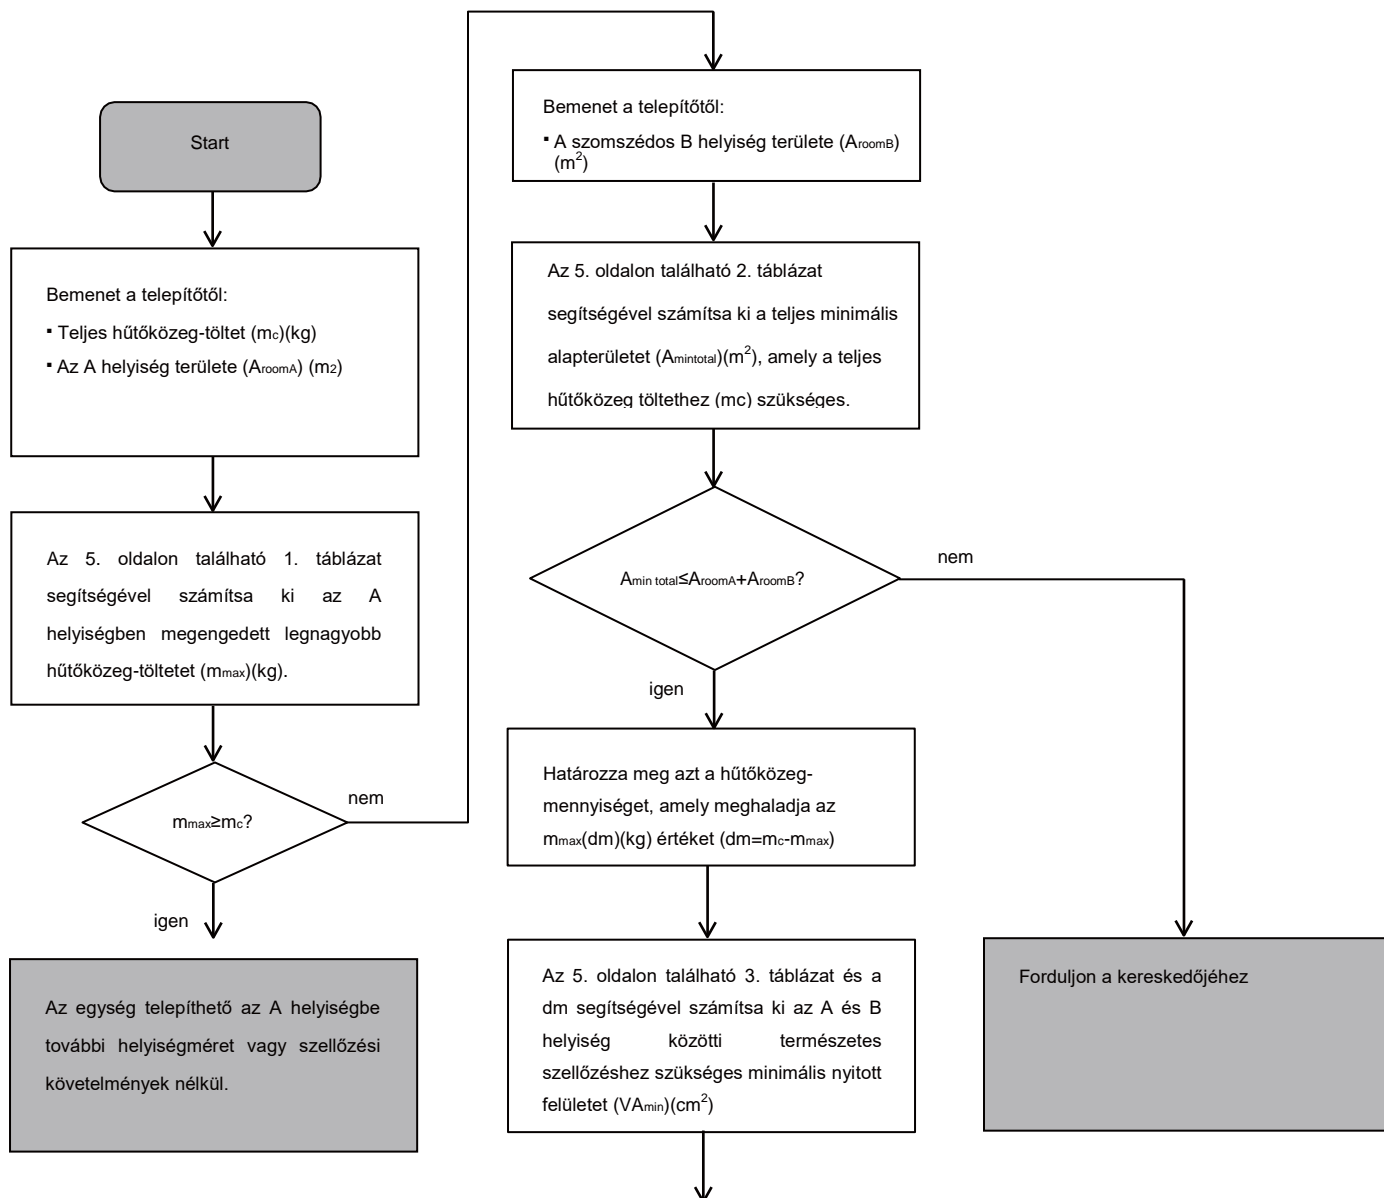 Start
Bemenet a telepítőtől:
▪ Teljes hűtőközeg-töltet (mc)(kg)
▪ Az A helyiség területe (AroomA) (m2)
Az 5. oldalon található 1. táblázat
segítségével számítsa ki az A
helyiségben megengedett legnagyobb
hűtőközeg-töltetet (mmax)(kg).
mmax≥mc?
nem
igen
Az egység telepíthető az A helyiségbe
további helyiségméret vagy szellőzési
követelmények nélkül.
Bemenet a telepítőtől:
▪ A szomszédos B helyiség területe (AroomB)
(m²)
Az 5. oldalon található 2. táblázat
segítségével számítsa ki a teljes minimális
alapterületet (Amintotal)(m²), amely a teljes
hűtőközeg töltethez (mc) szükséges.
Amin total≤AroomA+AroomB?
nem
igen
Határozza meg azt a hűtőközeg-
mennyiséget, amely meghaladja az
mmax(dm)(kg) értéket (dm=mc-mmax)
Az 5. oldalon található 3. táblázat és a
dm segítségével számítsa ki az A és B
helyiség közötti természetes
szellőzéshez szükséges minimális nyitott
felületet (VAmin)(cm²)
Forduljon a kereskedőjéhez